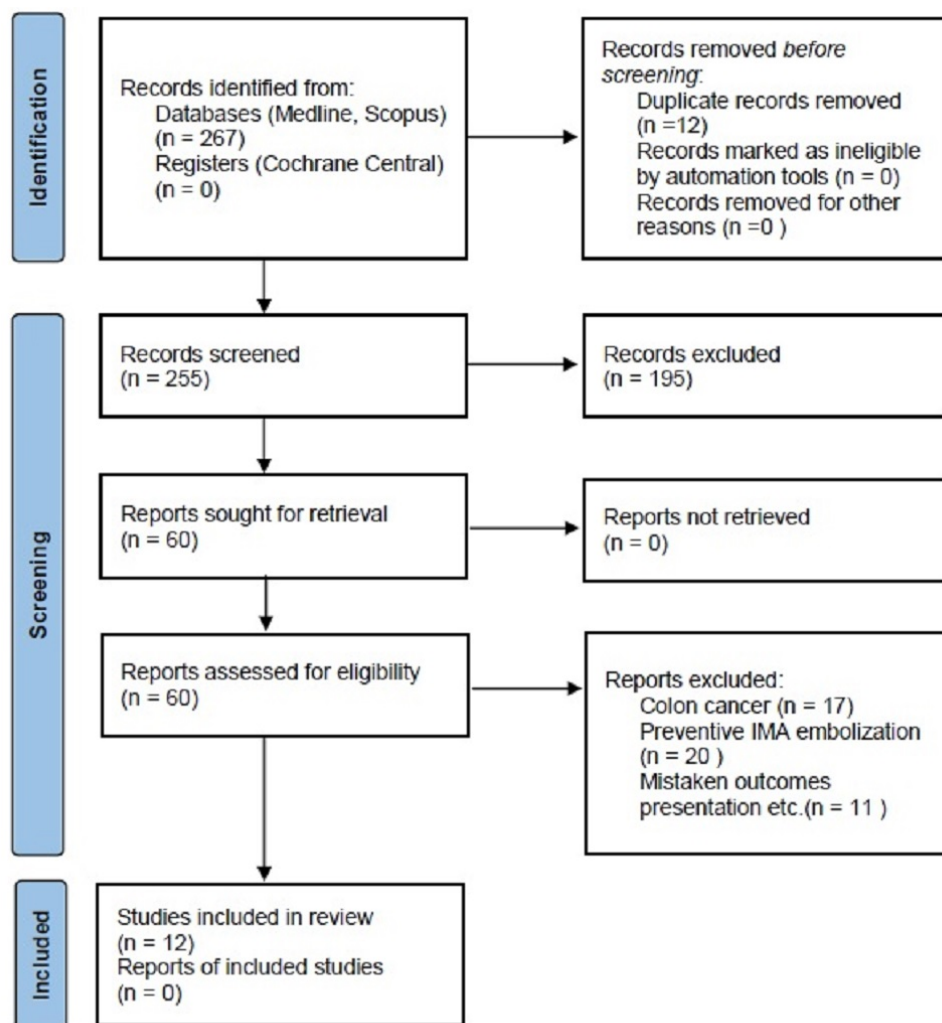 Identification
Records identified from:
Databases (Medline, Scopus)
(n = 267)
Registers (Cochrane Central)
(n = 0)
Records removed before
screening:
Duplicate records removed
(n =12)
Records marked as ineligible
by automation tools (n = 0)
Records removed for other
reasons (n =0 )
Screening
Records screened
(n = 255)
Records excluded
(n = 195)
Reports sought for retrieval
(n = 60)
Reports not retrieved
(n = 0)
Reports assessed for eligibility
(n = 60)
Reports excluded:
Colon cancer (n = 17)
Preventive IMA embolization
(n = 20 )
Mistaken outcomes
presentation etc.(n = 11 )
Included
Studies included in review
(n = 12)
Reports of included studies
(n = 0)